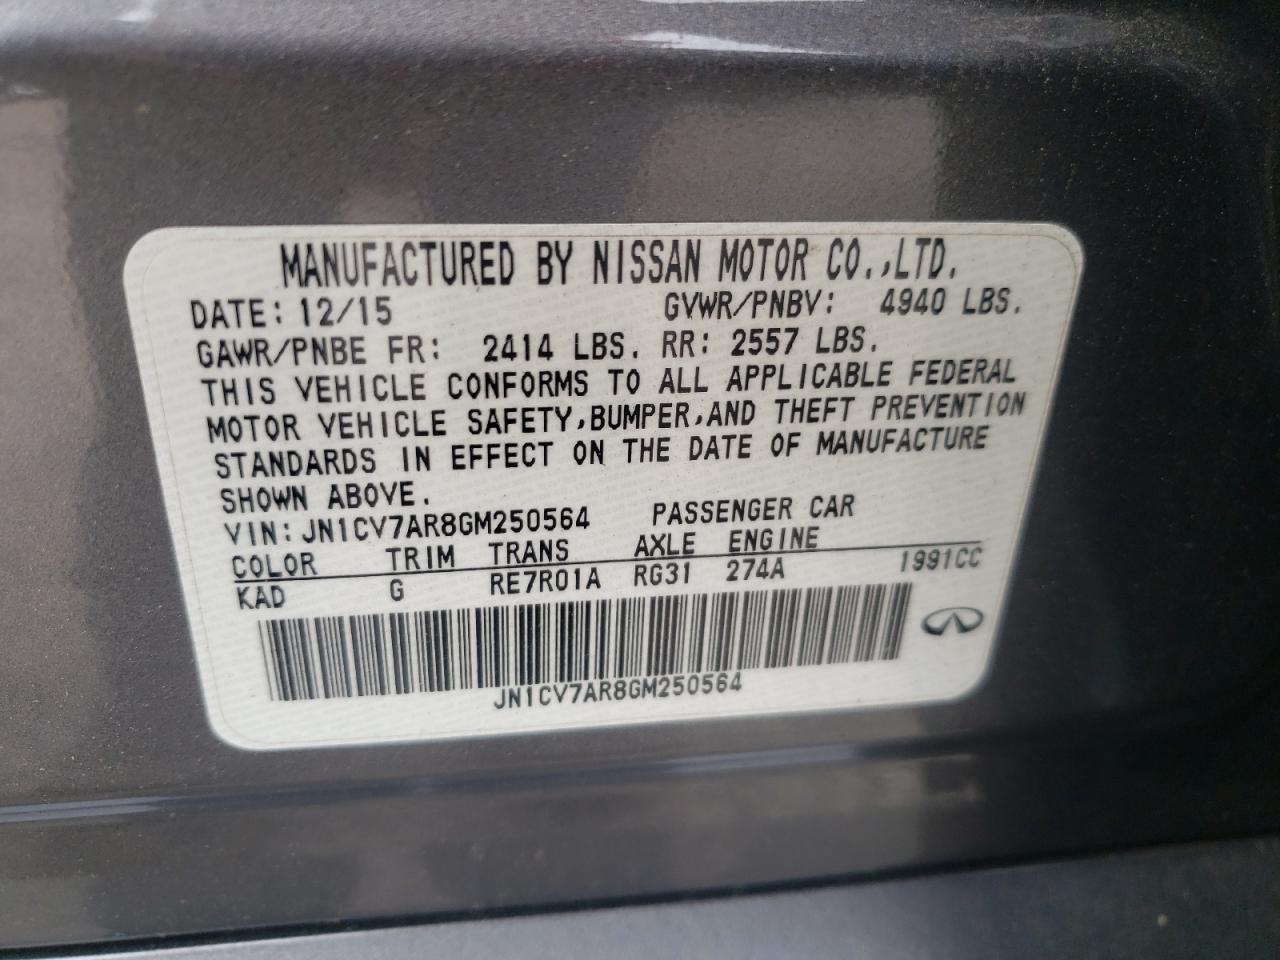 MANUFACTURED BY NISSAN MOTOR CO.,LTD.
DATE: 12/15 GVWR/PNBV: 4940 LBS.
GAWR/PNBE FR: 2414 LBS. RR: 2557 LBS.
THIS VEHICLE CONFORMS TO ALL APPLICABLE FEDERAL
MOTOR VEHICLE SAFETY,BUMPER,AND THEFT PREVENTION
STANDARDS IN EFFECT ON THE DATE OF MANUFACTURE
SHOWN ABOVE.
VIN:JN1CV7AR8GM250564 PASSENGER CAR
COLOR TRIM TRANS AXLE ENGINE
KAD G RE7R01A RG31 274A 1991CC
JN1CV7AR8GM250564